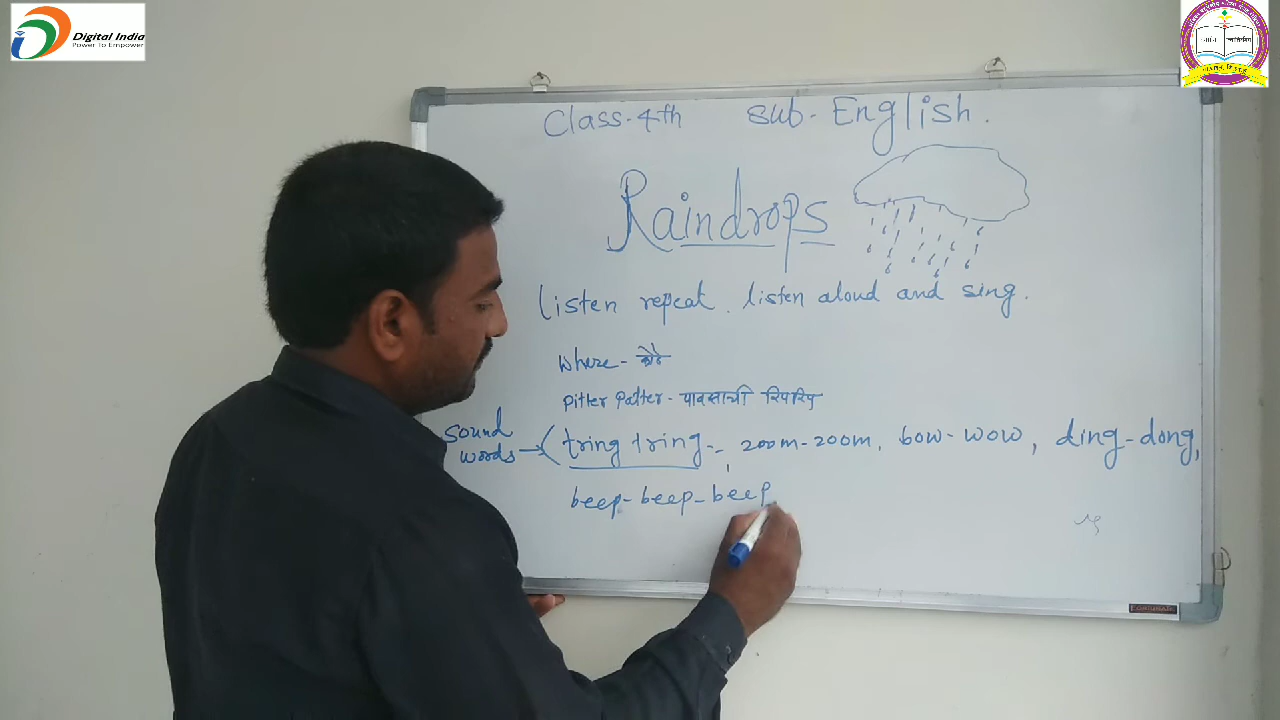 Digital India
Power To Empower
Class-4th sub- English.
Raindrops
listen repeat. listen aloud and sing.
where -
Pitter Patter - पावसाची रिपरिप
sound words → ( tring tring -, zoom-zoom, bow-wow, ding-dong,
beep-beep-beep